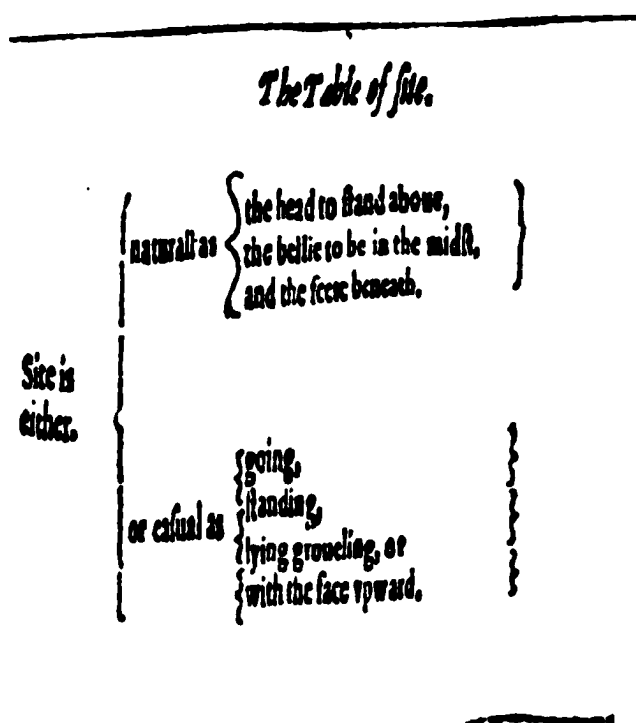 The Table of ſite.
naturall as
the head to ſtand aboue,
the bellie to be in the midſt,
and the feete beneath.
Site is
either.
or caſual as
going,
ſtanding,
lying groueling, or
with the face vpward.